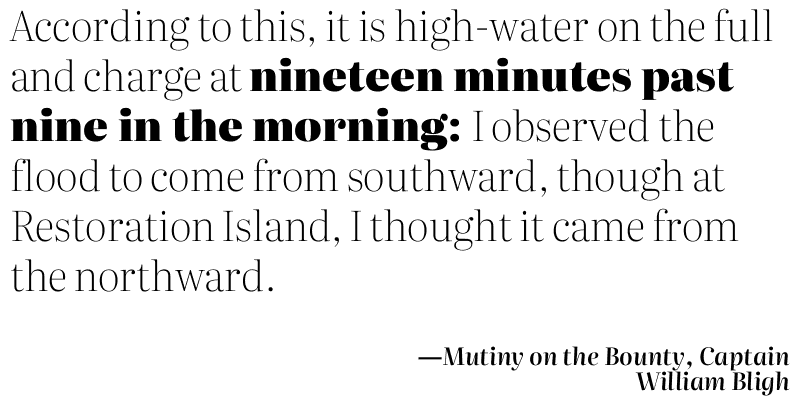 According to this, it is high-water on the full
and charge at nineteen minutes past
nine in the morning: I observed the
flood to come from southward, though at
Restoration Island, I thought it came from
the northward.
—Mutiny on the Bounty, Captain
William Bligh